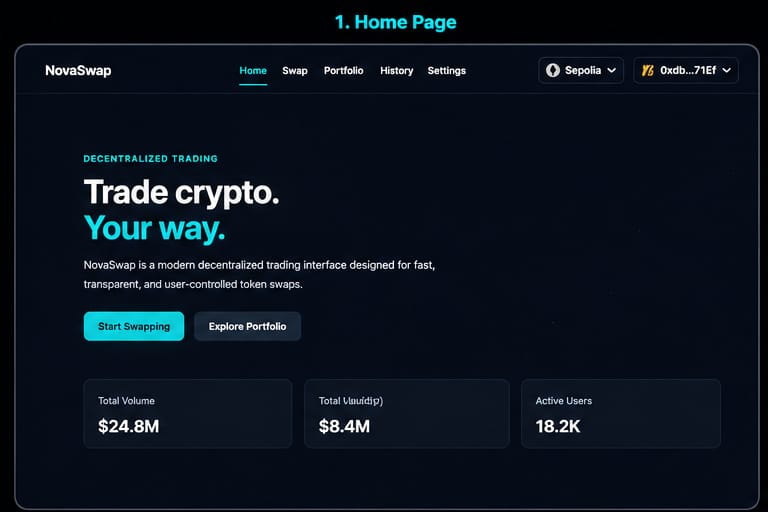 1. Home Page
NovaSwap
Home
Swap
Portfolio
History
Settings
Sepolia
0xdb...71Ef
DECENTRALIZED TRADING
Trade crypto.
Your way.
NovaSwap is a modern decentralized trading interface designed for fast,
transparent, and user-controlled token swaps.
Start Swapping
Explore Portfolio
Total Volume
$24.8M
Total
$8.4M
Active Users
18.2K